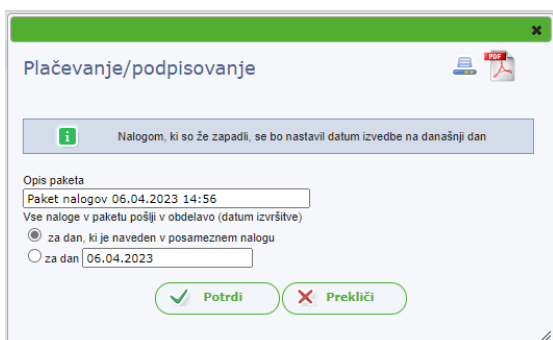 Plačevanje/podpisovanje
PDF
Nalogom, ki so že zapadli, se bo nastavil datum izvedbe na današnji dan
Opis paketa
Paket nalogov 06.04.2023 14:56
Vse naloge v paketu pošlji v obdelavo (datum izvršitve)
za dan, ki je naveden v posameznem nalogu
za dan 06.04.2023
Potrdi Prekliči